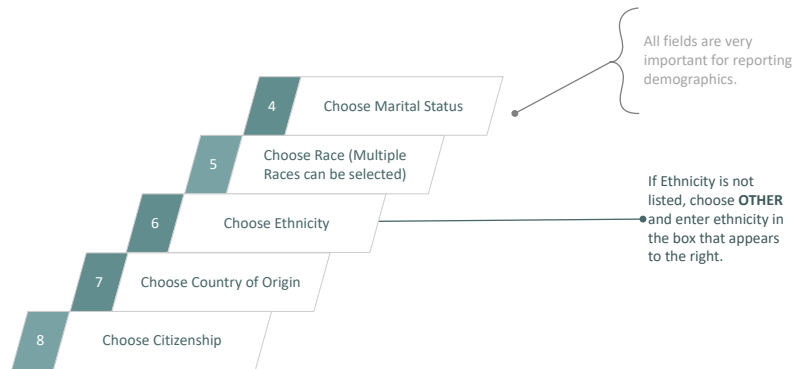 All fields are very
important for reporting
demographics.
4
Choose Marital Status
5
Choose Race (Multiple
Races can be selected)
6
Choose Ethnicity
If Ethnicity is not
listed, choose OTHER
and enter ethnicity in
the box that appears
to the right.
7
Choose Country of Origin
8
Choose Citizenship